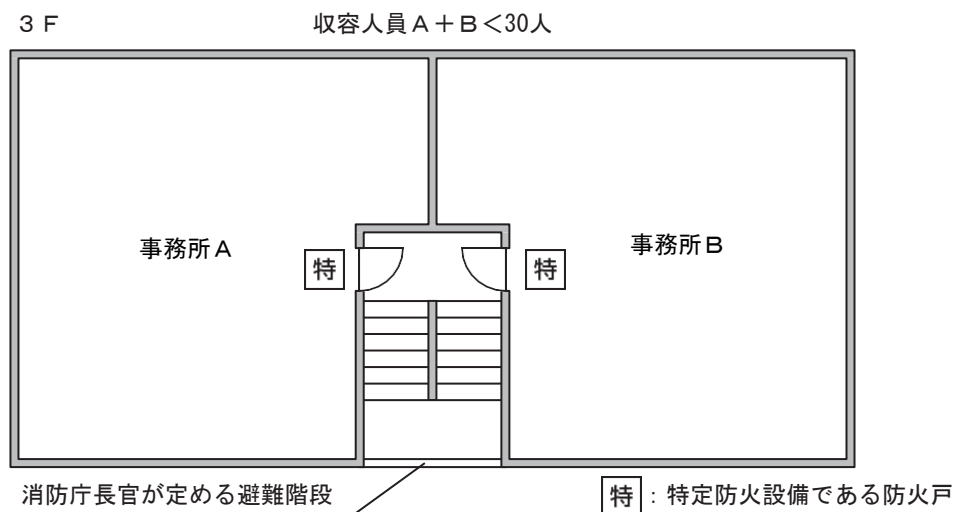 ３Ｆ 収容人員Ａ＋Ｂ＜30人
事務所Ａ
事務所Ｂ
特 特
消防庁長官が定める避難階段
特：特定防火設備である防火戸